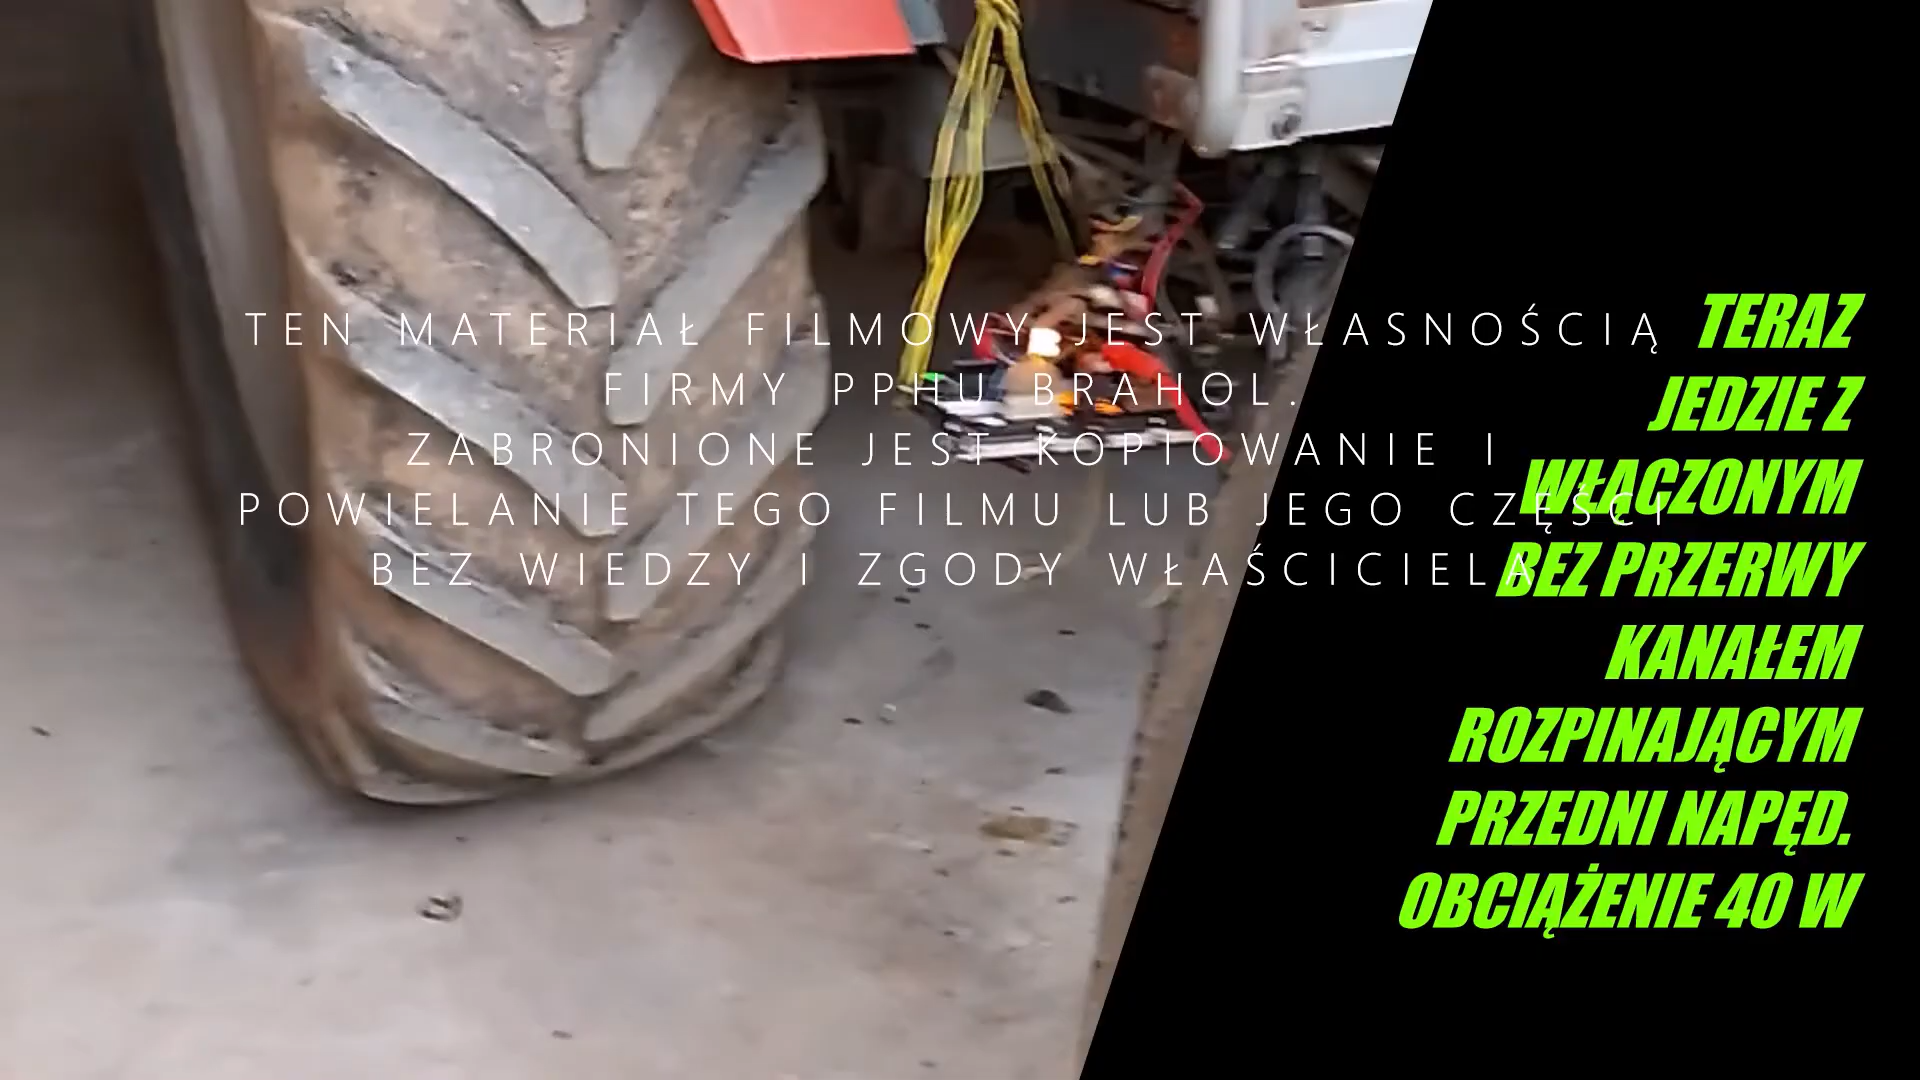 TEN MATERIAŁ FILMOWY JEST WŁASNOŚCIĄ
FIRMY PPHU BRAHOL.
ZABRONIONE JEST KOPIOWANIE I
POWIELANIE TEGO FILMU LUB JEGO CZĘŚCI
BEZ WIEDZY I ZGODY WŁAŚCICIELA
TERAZ
JEDZIE Z
WŁĄCZONYM
BEZ PRZERWY
KANAŁEM
ROZPINAJĄCYM
PRZEDNI NAPĘD.
OBCIĄŻENIE 40 W